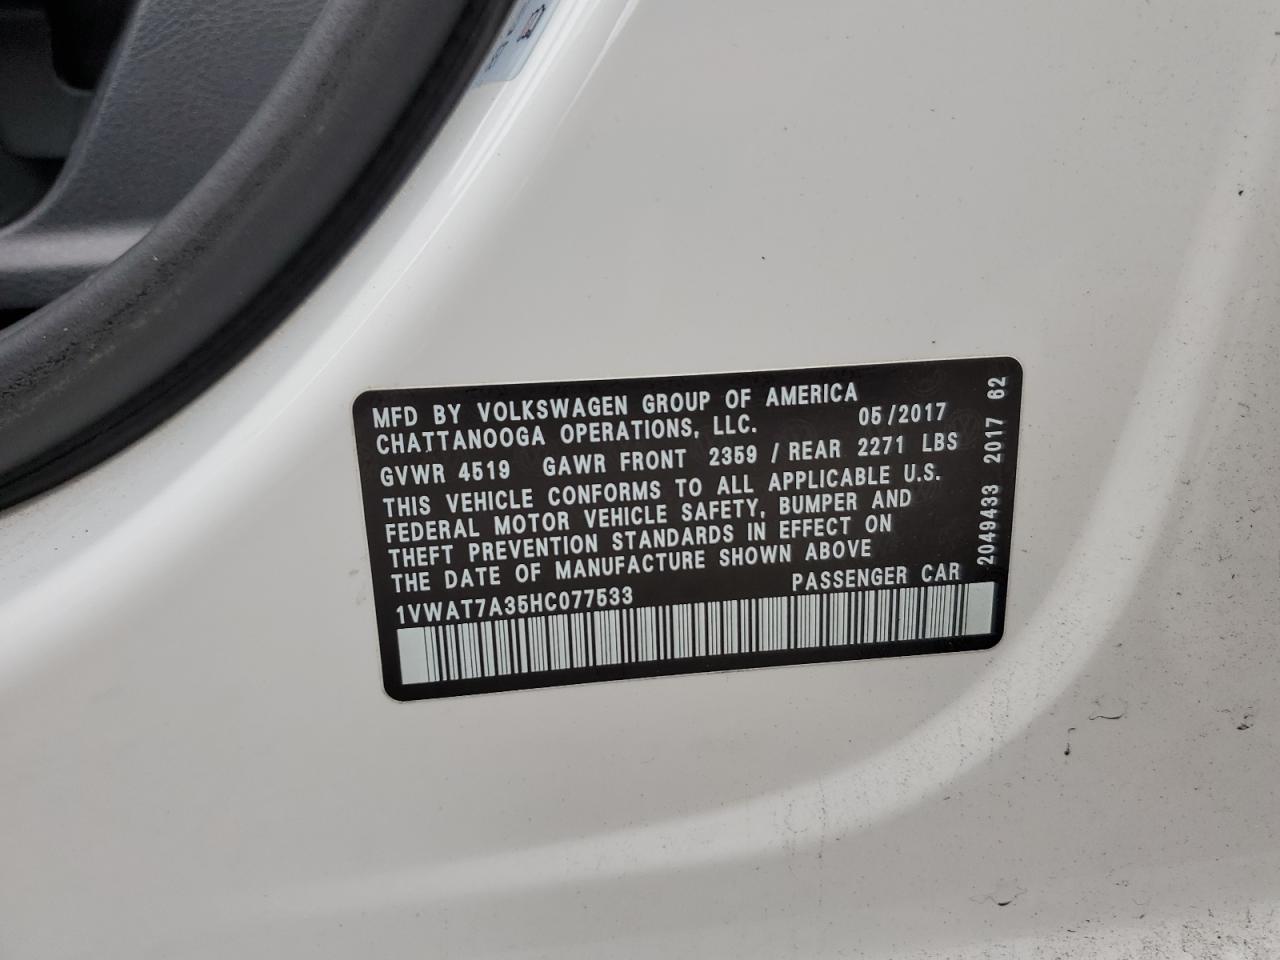 MFD BY VOLKSWAGEN GROUP OF AMERICA
CHATTANOOGA OPERATIONS, LLC. 05/2017
GVWR 4519 GAWR FRONT 2359 / REAR 2271 LBS
THIS VEHICLE CONFORMS TO ALL APPLICABLE U.S.
FEDERAL MOTOR VEHICLE SAFETY, BUMPER AND
THEFT PREVENTION STANDARDS IN EFFECT ON
THE DATE OF MANUFACTURE SHOWN ABOVE
1VWAT7A35HC077533 PASSENGER CAR
2049433 2017 62